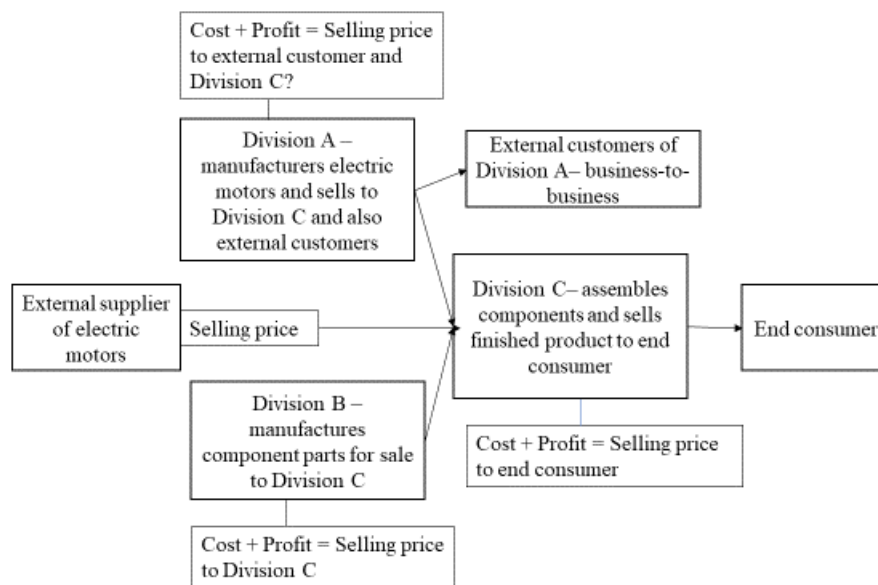 Cost + Profit = Selling price
to external customer and
Division C?
Division A –
manufacturers electric
motors and sells to
Division C and also
external customers
External customers of
Division A– business-to-
business
External supplier
of electric
motors
Selling price
Division C– assembles
components and sells
finished product to end
consumer
End consumer
Division B –
manufactures
component parts for sale
to Division C
Cost + Profit = Selling price
to end consumer
Cost + Profit = Selling price
to Division C